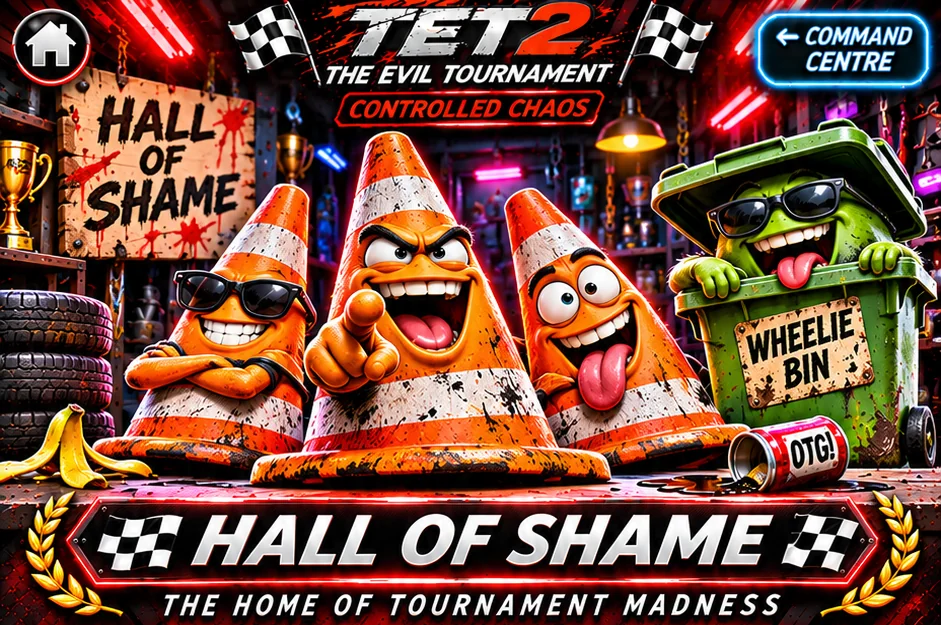 TET2
THE EVIL TOURNAMENT
CONTROLLED CHAOS
← COMMAND
CENTRE
HALL
OF
SHAME
WHEELIE
BIN
OTG!
HALL OF SHAME
THE HOME OF TOURNAMENT MADNESS